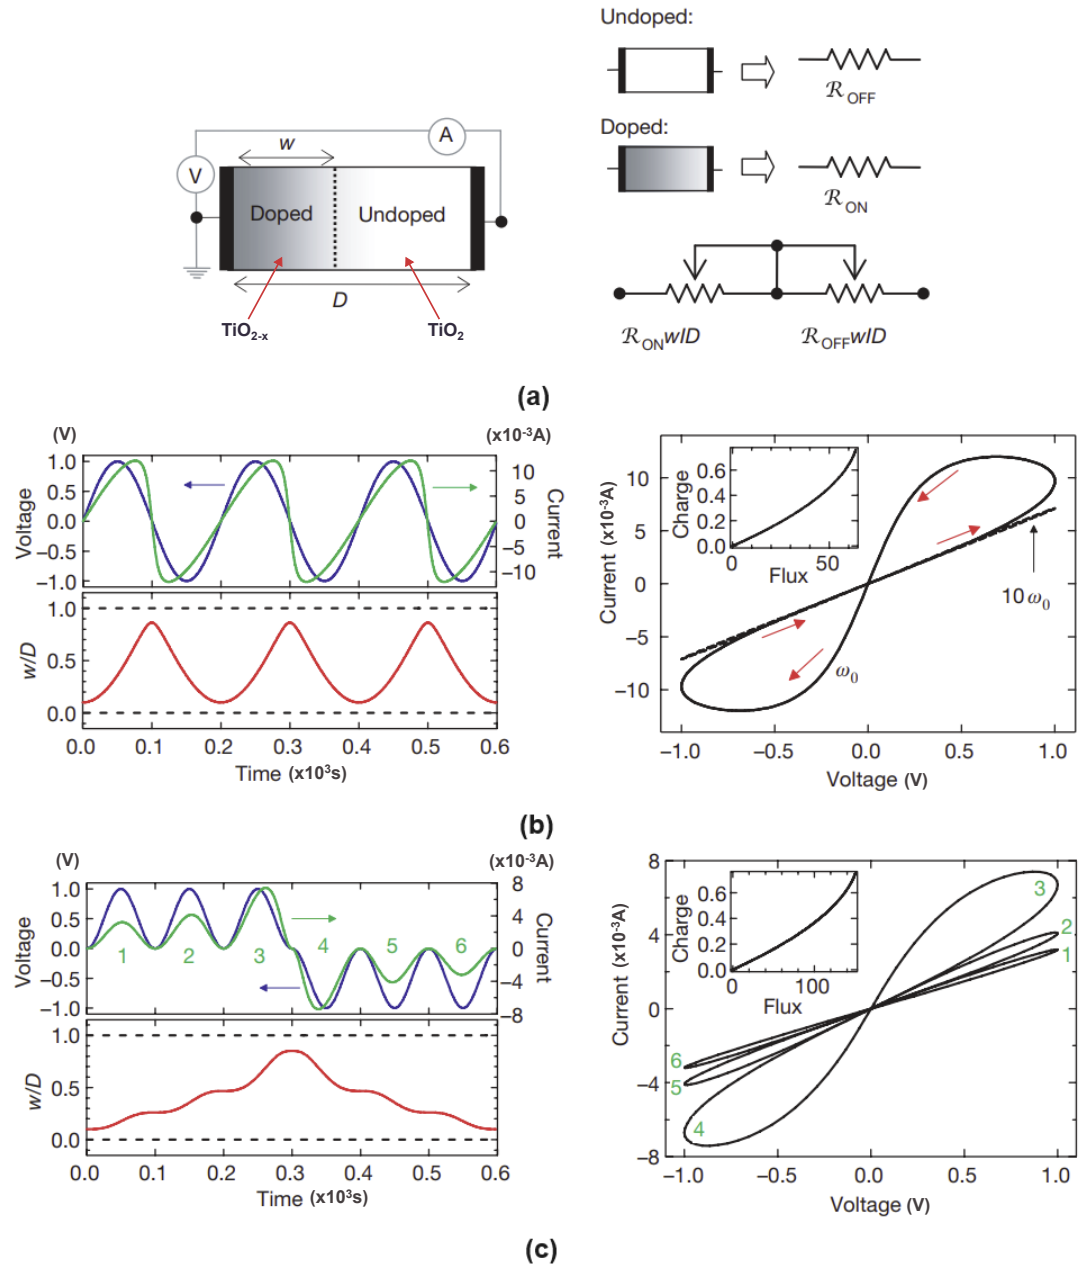 Undoped:
ℛOFF
Doped:
ℛON
A
V
w
Doped
Undoped
D
TiO2-x
TiO2
ℛONwID
ℛOFFwID
(a)
(V)
(x10-3A)
1.0
0.5
0.0
−0.5
−1.0
Voltage
10
5
0
−5
−10
Current
1.0
0.5
0.0
w/D
0.0
0.1
0.2
0.3
0.4
0.5
0.6
Time (x10³s)
10
5
0
−5
−10
Current (x10-3A)
0.6
0.4
0.2
0.0
Charge
0
50
Flux
10ω0
ω0
−1.0
−0.5
0.0
0.5
1.0
Voltage (V)
(b)
(V)
(x10-3A)
1.0
0.5
0.0
−0.5
−1.0
Voltage
1
2
3
4
5
6
8
4
0
−4
−8
Current
1.0
0.5
0.0
w/D
0.0
0.1
0.2
0.3
0.4
0.5
0.6
Time (x10³s)
8
4
0
−4
−8
Current (x10-3A)
0.6
0.4
0.2
0.0
Charge
0
100
Flux
3
2
1
6
5
4
−1.0
−0.5
0.0
0.5
1.0
Voltage (V)
(c)